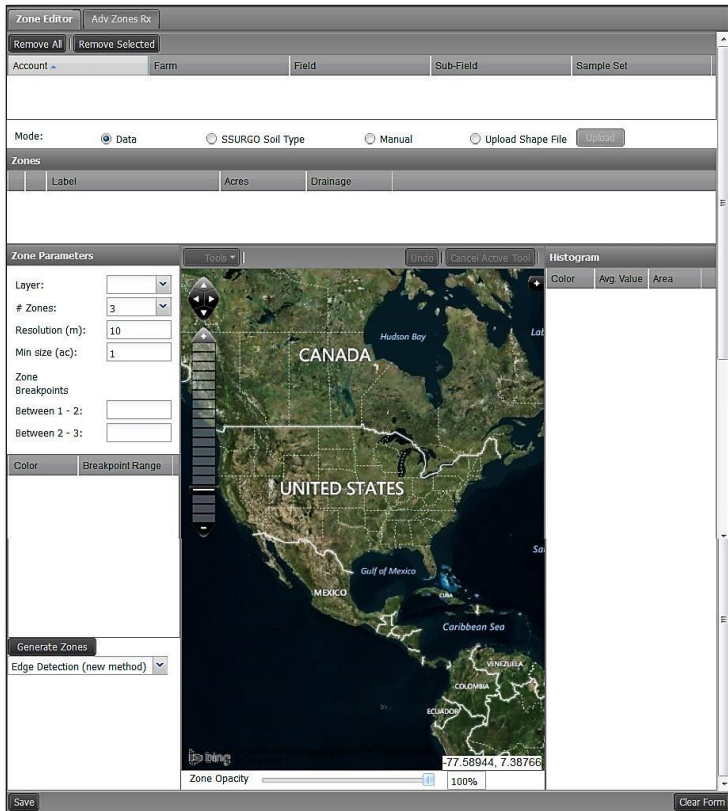 Zone Editor Adv Zones Rx
Remove All Remove Selected
Account Farm Field Sub-Field Sample Set
Mode: Data SSURGO Soil Type Manual Upload Shape File Upload
Zones
Label Acres Drainage
Zone Parameters
Layer:
# Zones: 3
Resolution (m): 10
Min size (ac): 1
Zone
Breakpoints
Between 1 - 2:
Between 2 - 3:
Color Breakpoint Range
Generate Zones
Edge Detection (new method)
Tools Undo Cancel Active Tool
Hudson Bay
CANADA
UNITED STATES
Gulf of Mexico
MEXICO
CUBA
Caribbean Sea
VENEZUELA
COLOMBIA
ECUADOR
bing
-77.58944, 7.38766
Zone Opacity 100%
Histogram
Color Avg. Value Area
Save Clear Form